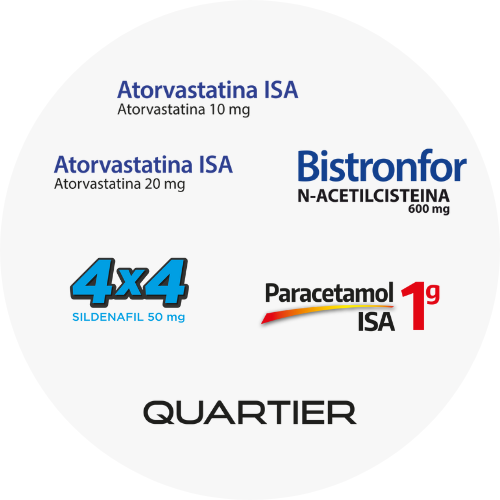 Atorvastatina ISA
Atorvastatina 10 mg
Atorvastatina ISA
Atorvastatina 20 mg
Bistronfor
N-ACETILCISTEINA
600 mg
4x4
SILDENAFIL 50 mg
Paracetamol 1g
ISA
QUARTIER